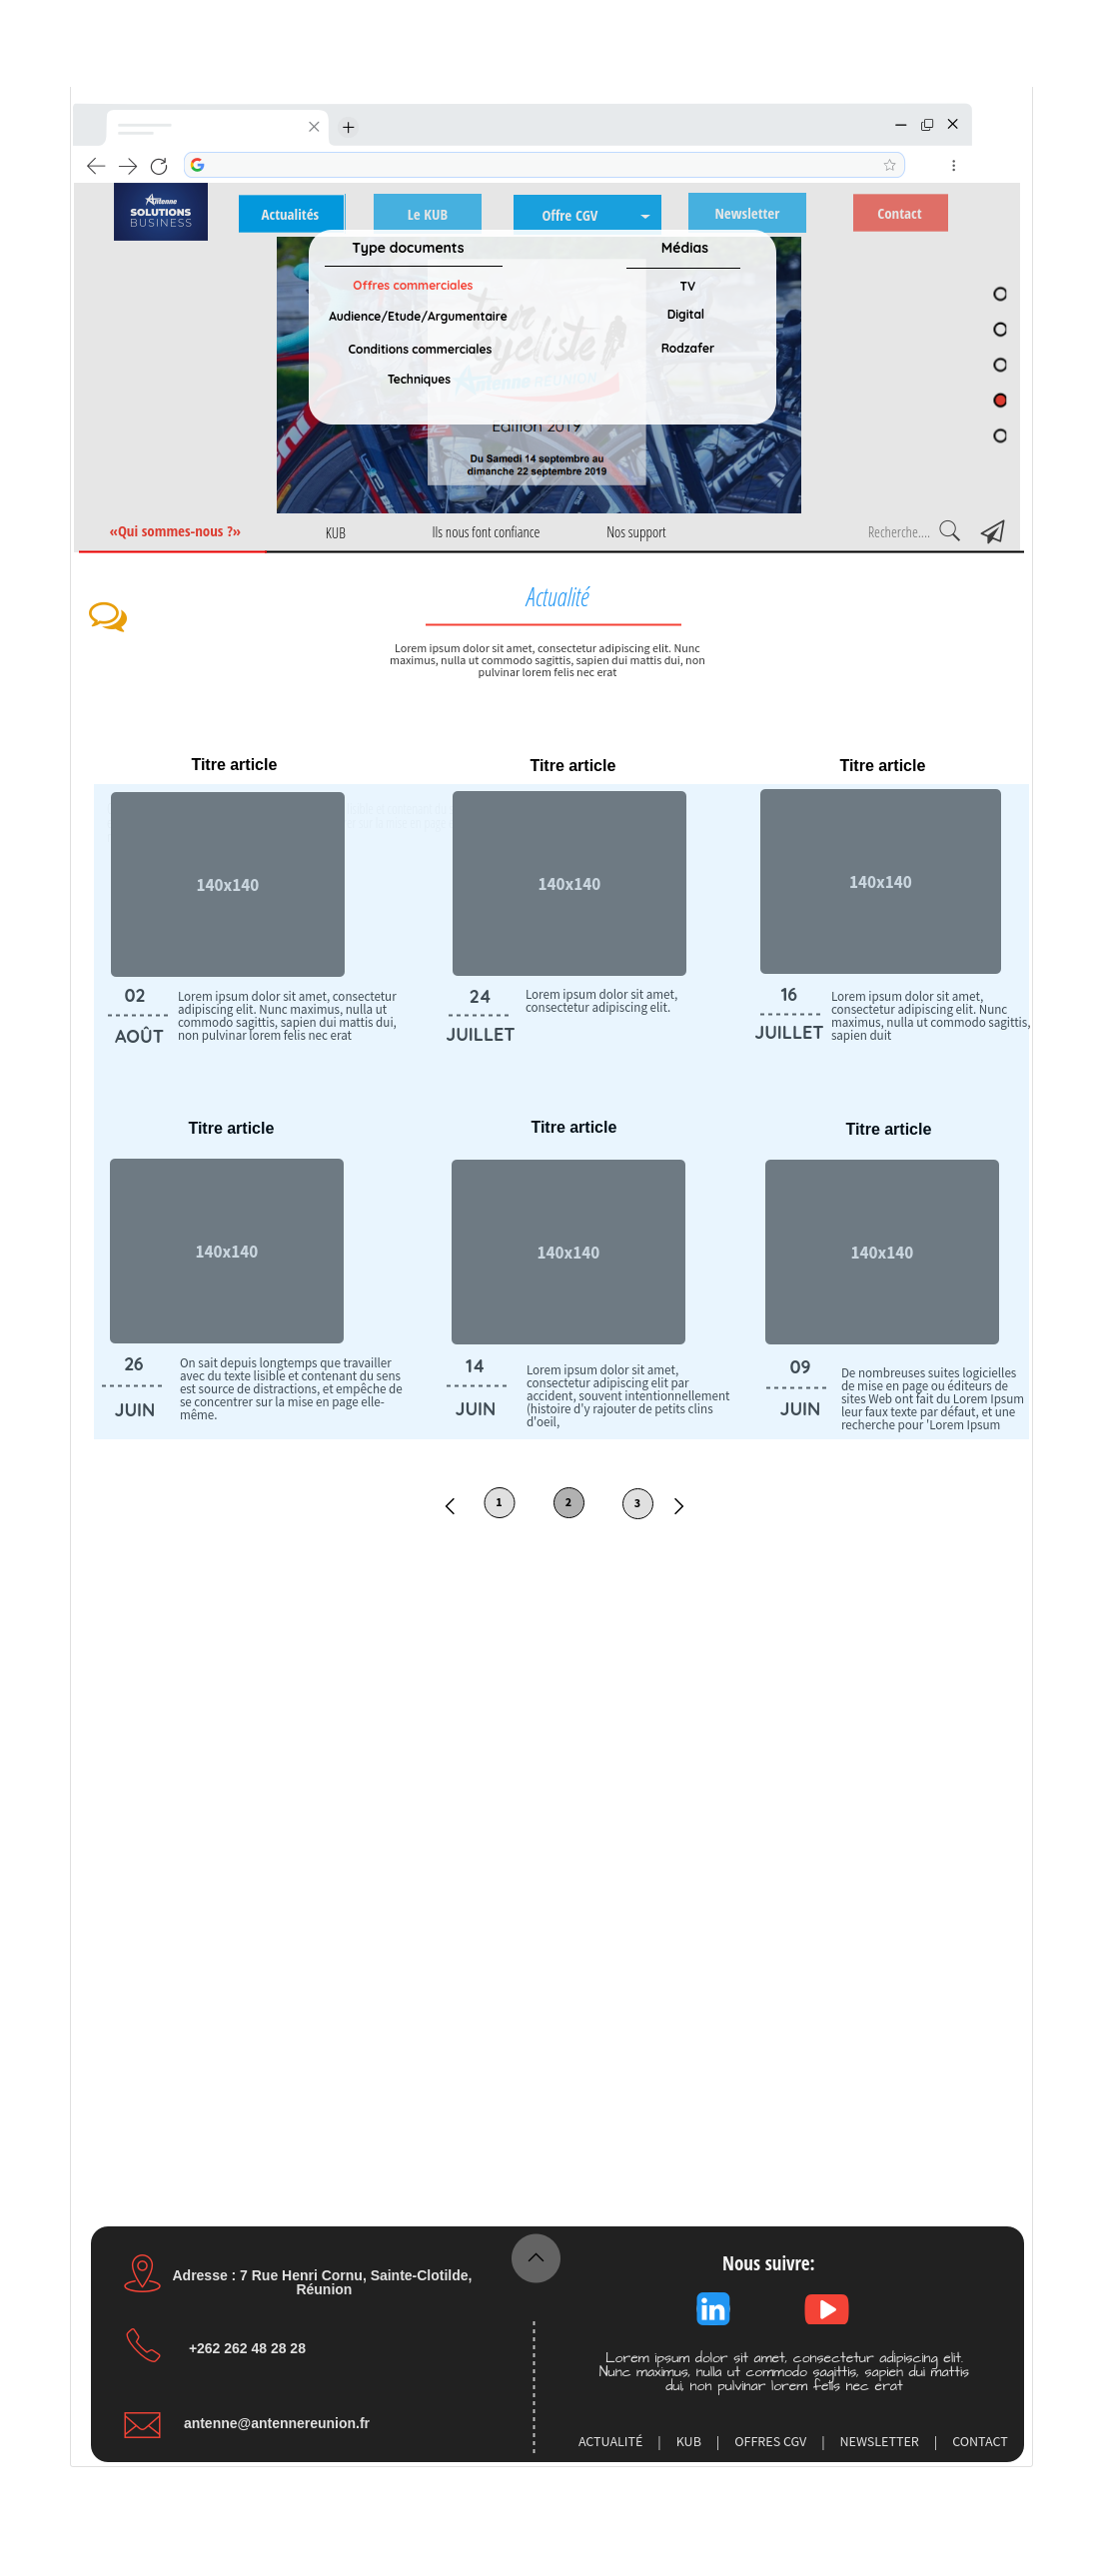 Antenne
SOLUTIONS
BUSINESS
Actualités
Le KUB
Offre CGV
Newsletter
Contact
Type documents
Médias
Offres commerciales
TV
Audience/Etude/Argumentaire
Digital
Conditions commerciales
Rodzafer
Techniques
tour
cycliste
Antenne RÉUNION
Edition 2019
Du Samedi 14 septembre au
dimanche 22 septembre 2019
«Qui sommes-nous ?»
KUB
Ils nous font confiance
Nos support
Recherche....
Actualité
Lorem ipsum dolor sit amet, consectetur adipiscing elit. Nunc
maximus, nulla ut commodo sagittis, sapien dui mattis dui, non
pulvinar lorem felis nec erat
Titre article
Titre article
Titre article
140x140
140x140
140x140
02
AOÛT
Lorem ipsum dolor sit amet, consectetur
adipiscing elit. Nunc maximus, nulla ut
commodo sagittis, sapien dui mattis dui,
non pulvinar lorem felis nec erat
24
JUILLET
Lorem ipsum dolor sit amet,
consectetur adipiscing elit.
16
JUILLET
Lorem ipsum dolor sit amet,
consectetur adipiscing elit. Nunc
maximus, nulla ut commodo sagittis,
sapien duit
Titre article
Titre article
Titre article
140x140
140x140
140x140
26
JUIN
On sait depuis longtemps que travailler
avec du texte lisible et contenant du sens
est source de distractions, et empêche de
se concentrer sur la mise en page elle-
même.
14
JUIN
Lorem ipsum dolor sit amet,
consectetur adipiscing elit par
accident, souvent intentionnellement
(histoire d'y rajouter de petits clins
d'oeil,
09
JUIN
De nombreuses suites logicielles
de mise en page ou éditeurs de
sites Web ont fait du Lorem Ipsum
leur faux texte par défaut, et une
recherche pour 'Lorem Ipsum
1
2
3
Adresse : 7 Rue Henri Cornu, Sainte-Clotilde,
Réunion
+262 262 48 28 28
antenne@antennereunion.fr
Nous suivre:
in
Lorem ipsum dolor sit amet, consectetur adipiscing elit.
Nunc maximus, nulla ut commodo sagittis, sapien dui mattis
dui, non pulvinar lorem felis nec erat
ACTUALITÉ | KUB | OFFRES CGV | NEWSLETTER | CONTACT